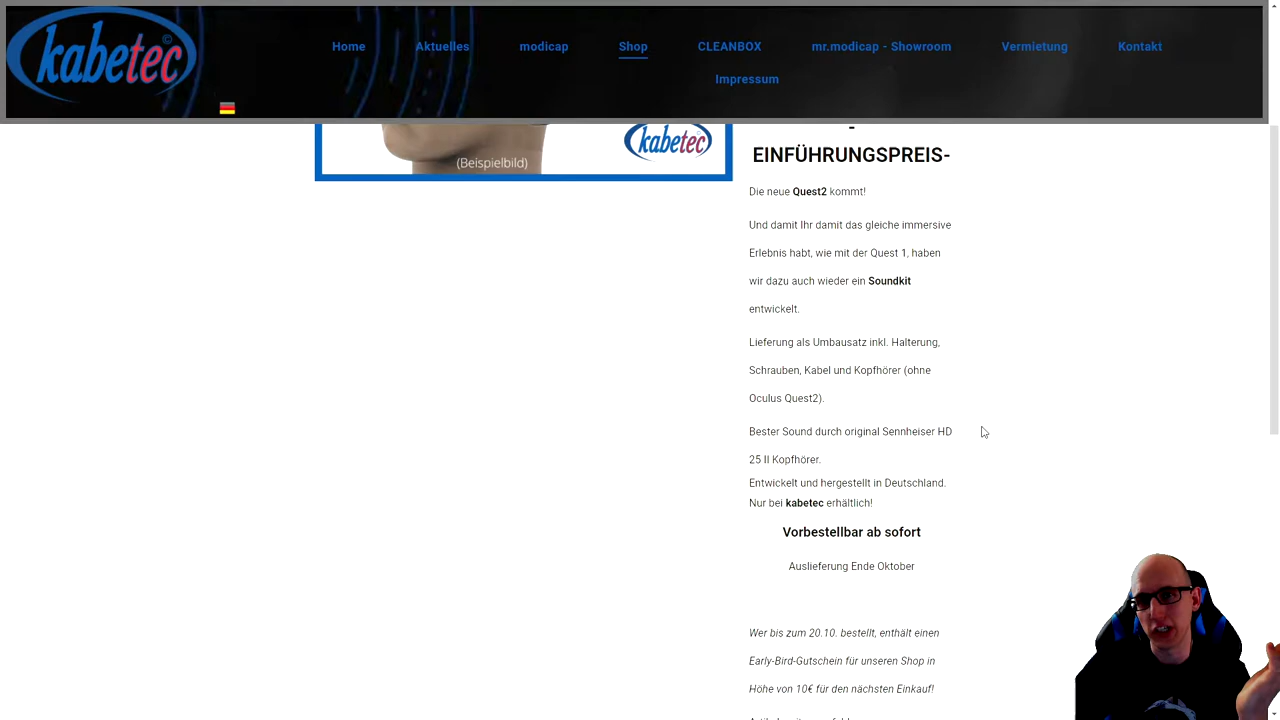 kabetec
©
Home
Aktuelles
modicap
Shop
CLEANBOX
mr.modicap - Showroom
Vermietung
Kontakt
Impressum
(Beispielbild)
kabetec
-
EINFÜHRUNGSPREIS-
Die neue Quest2 kommt!
Und damit Ihr damit das gleiche immersive
Erlebnis habt, wie mit der Quest 1, haben
wir dazu auch wieder ein Soundkit
entwickelt.
Lieferung als Umbausatz inkl. Halterung,
Schrauben, Kabel und Kopfhörer (ohne
Oculus Quest2).
Bester Sound durch original Sennheiser HD
25 II Kopfhörer.
Entwickelt und hergestellt in Deutschland.
Nur bei kabetec erhältlich!
Vorbestellbar ab sofort
Auslieferung Ende Oktober
Wer bis zum 20.10. bestellt, enthält einen
Early-Bird-Gutschein für unseren Shop in
Höhe von 10€ für den nächsten Einkauf!